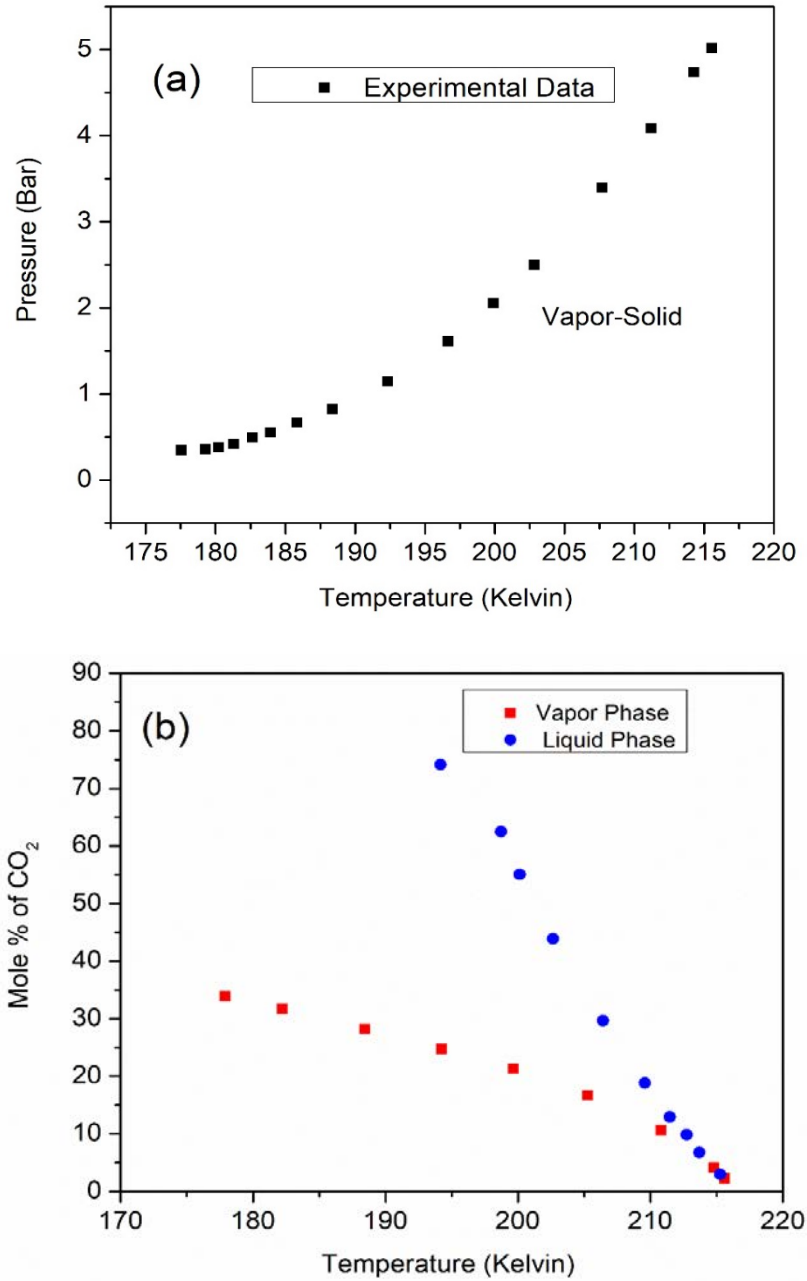 (a)
Experimental Data
Pressure (Bar)
5
4
3
2
1
0
Vapor-Solid
175 180 185 190 195 200 205 210 215 220
Temperature (Kelvin)
(b)
Vapor Phase
Liquid Phase
Mole % of CO₂
90
80
70
60
50
40
30
20
10
0
170 180 190 200 210 220
Temperature (Kelvin)